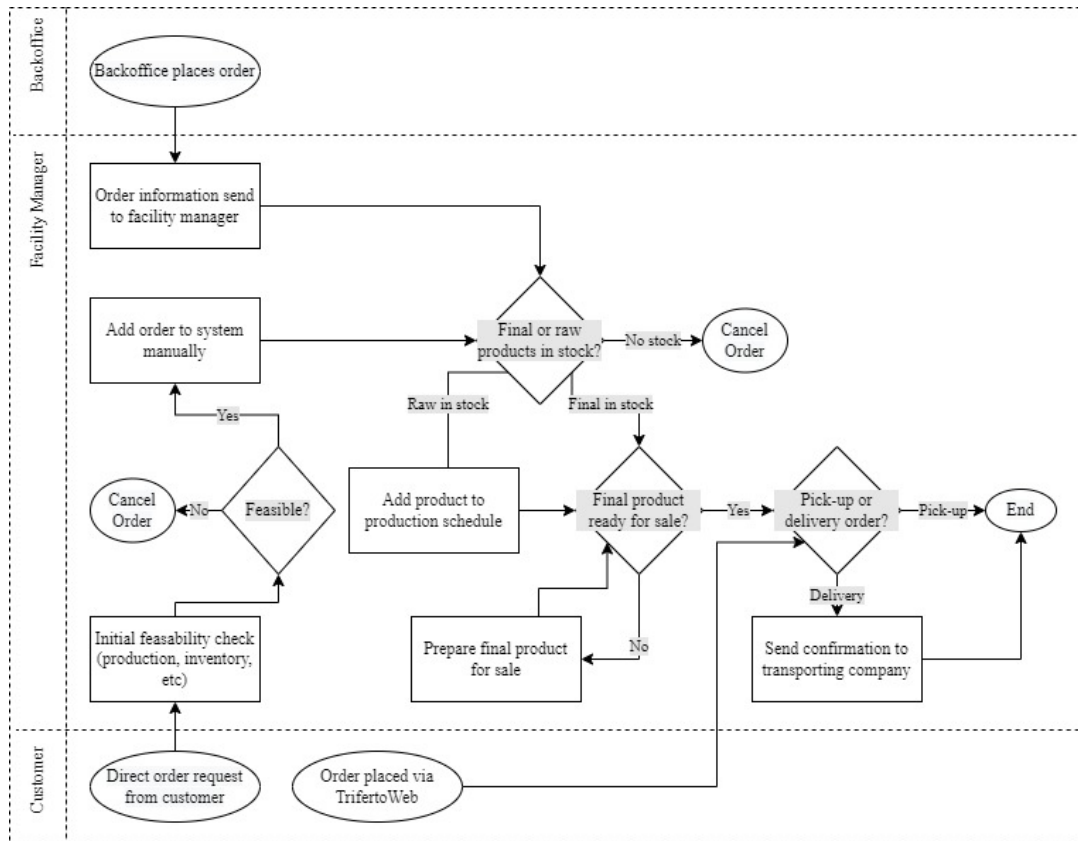 Backoffice
Backoffice places order
Facility Manager
Order information send
to facility manager
Add order to system
manually
Final or raw
products in stock?
No stock
Cancel
Order
Raw in stock
Final in stock
Yes
Cancel
Order
No
Feasible?
Add product to
production schedule
Final product
ready for sale?
Yes
Pick-up or
delivery order?
Pick-up
End
Delivery
Initial feasability check
(production, inventory,
etc)
Prepare final product
for sale
No
Send confirmation to
transporting company
Customer
Direct order request
from customer
Order placed via
TrifertoWeb